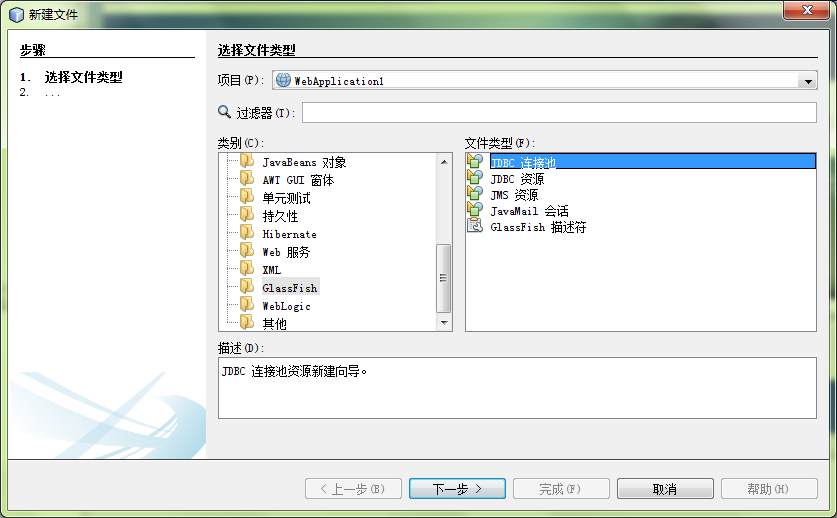 新建文件
步骤
1. 选择文件类型
2. ...
选择文件类型
项目(P): WebApplication1
过滤器(I):
类别(C):
JavaBeans 对象
AWT GUI 窗体
单元测试
持久性
Hibernate
Web 服务
XML
GlassFish
WebLogic
其他
文件类型(F):
JDBC 连接池
JDBC 资源
JMS 资源
JavaMail 会话
GlassFish 描述符
描述(D):
JDBC 连接池资源新建向导。
< 上一步(B)
下一步 >
完成(F)
取消
帮助(H)